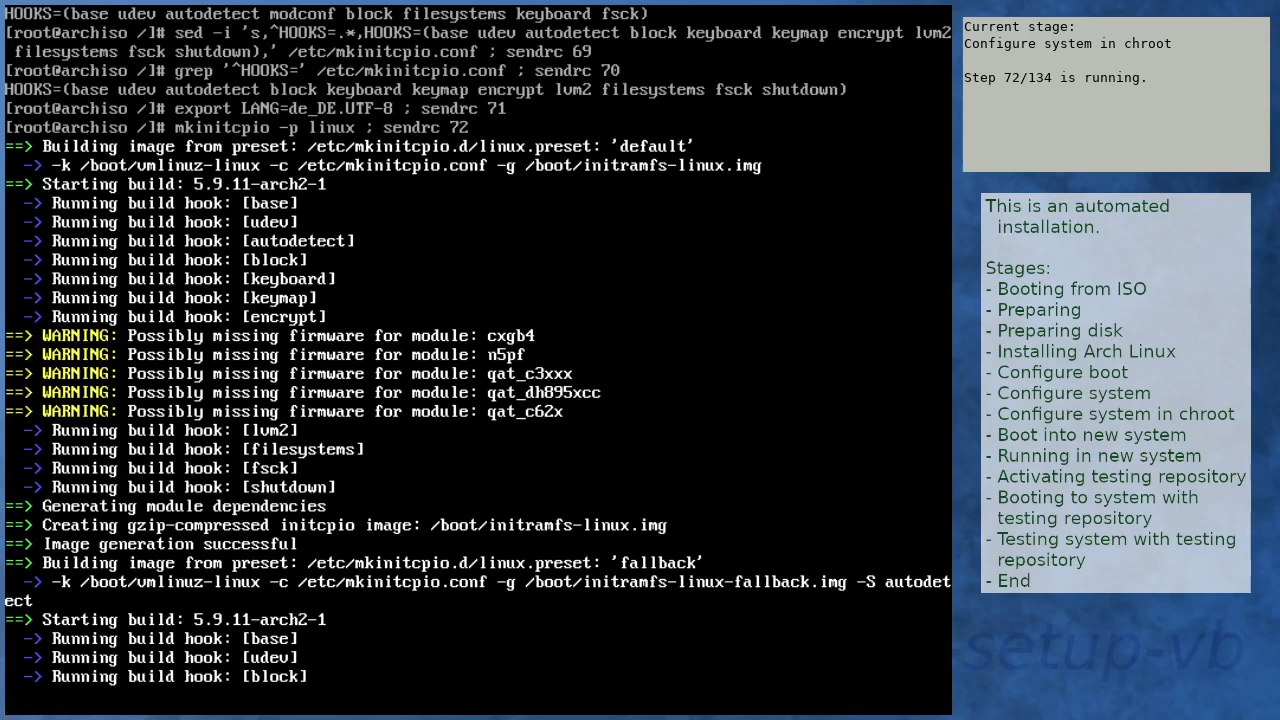 HOOKS=(base udev autodetect modconf block filesystems keyboard fsck)
[root@archiso /]# sed -i 's,^HOOKS=.*,HOOKS=(base udev autodetect block keyboard keymap encrypt lvm2
 filesystems fsck shutdown),' /etc/mkinitcpio.conf ; sendrc 69
[root@archiso /]# grep '^HOOKS=' /etc/mkinitcpio.conf ; sendrc 70
HOOKS=(base udev autodetect block keyboard keymap encrypt lvm2 filesystems fsck shutdown)
[root@archiso /]# export LANG=de_DE.UTF-8 ; sendrc 71
[root@archiso /]# mkinitcpio -p linux ; sendrc 72
==> Building image from preset: /etc/mkinitcpio.d/linux.preset: 'default'
  -> -k /boot/vmlinuz-linux -c /etc/mkinitcpio.conf -g /boot/initramfs-linux.img
==> Starting build: 5.9.11-arch2-1
  -> Running build hook: [base]
  -> Running build hook: [udev]
  -> Running build hook: [autodetect]
  -> Running build hook: [block]
  -> Running build hook: [keyboard]
  -> Running build hook: [keymap]
  -> Running build hook: [encrypt]
==> WARNING: Possibly missing firmware for module: cxgb4
==> WARNING: Possibly missing firmware for module: n5pf
==> WARNING: Possibly missing firmware for module: qat_c3xxx
==> WARNING: Possibly missing firmware for module: qat_dh895xcc
==> WARNING: Possibly missing firmware for module: qat_c62x
  -> Running build hook: [lvm2]
  -> Running build hook: [filesystems]
  -> Running build hook: [fsck]
  -> Running build hook: [shutdown]
==> Generating module dependencies
==> Creating gzip-compressed initcpio image: /boot/initramfs-linux.img
==> Image generation successful
==> Building image from preset: /etc/mkinitcpio.d/linux.preset: 'fallback'
  -> -k /boot/vmlinuz-linux -c /etc/mkinitcpio.conf -g /boot/initramfs-linux-fallback.img -S autodet
ect
==> Starting build: 5.9.11-arch2-1
  -> Running build hook: [base]
  -> Running build hook: [udev]
  -> Running build hook: [block]
Current stage:
Configure system in chroot
Step 72/134 is running.
This is an automated
installation.
Stages:
- Booting from ISO
- Preparing
- Preparing disk
- Installing Arch Linux
- Configure boot
- Configure system
- Configure system in chroot
- Boot into new system
- Running in new system
- Activating testing repository
- Booting to system with
testing repository
- Testing system with testing
repository
- End
-setup-vb